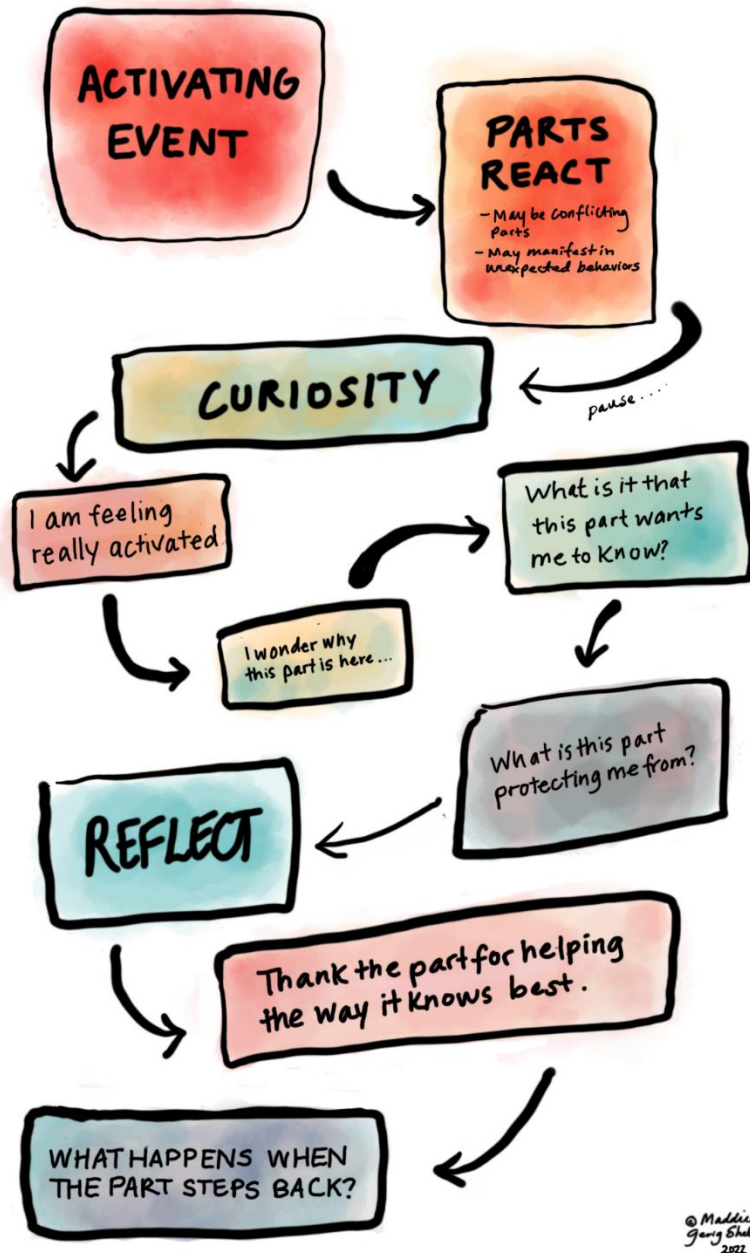 ACTIVATING
EVENT
PARTS
REACT
- May be conflicting
parts
- May manifest in
unexpected behaviors
pause....
CURIOSITY
I am feeling
really activated
I wonder why
this part is here...
What is it that
this part wants
me to know?
What is this part
protecting me from?
REFLECT
Thank the part for helping
the way it knows best.
WHAT HAPPENS WHEN
THE PART STEPS BACK?
© Maddie
2022